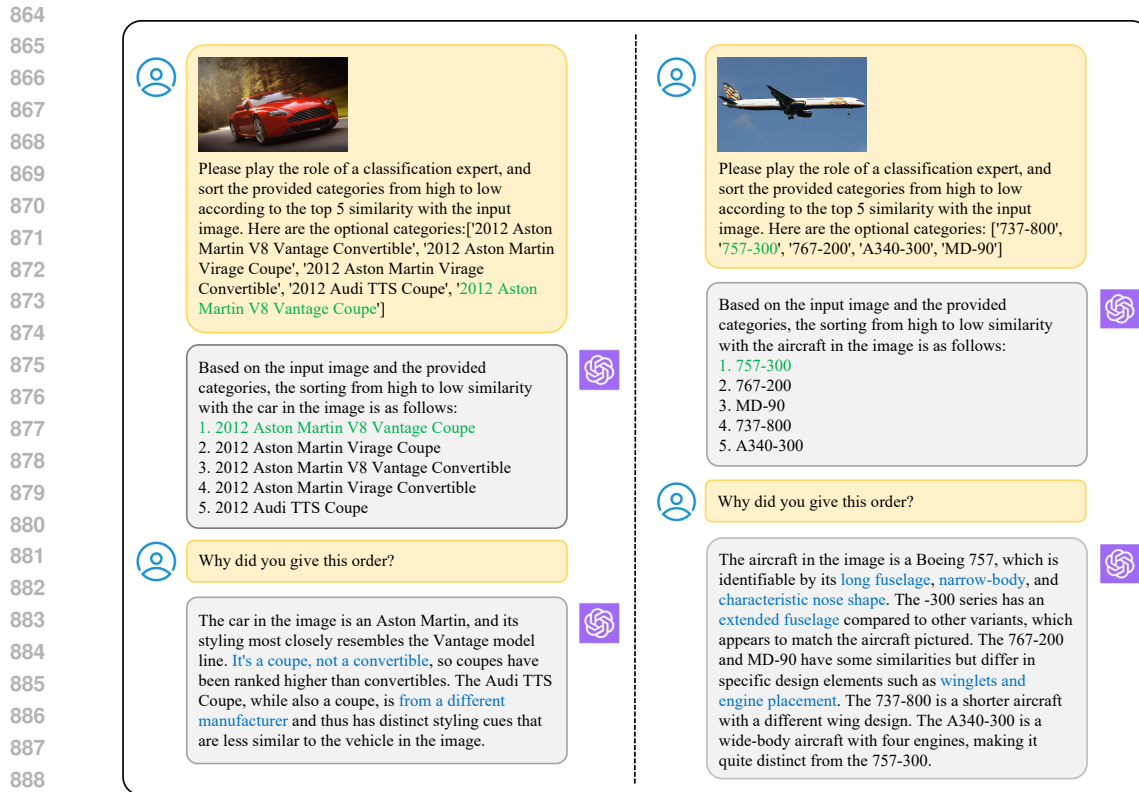 864
865
866
867
868
869
870
871
872
873
874
875
876
877
878
879
880
881
882
883
884
885
886
887
888
Please play the role of a classification expert, and
sort the provided categories from high to low
according to the top 5 similarity with the input
image. Here are the optional categories:['2012 Aston
Martin V8 Vantage Convertible', '2012 Aston Martin
Virage Coupe', '2012 Aston Martin Virage
Convertible', '2012 Audi TTS Coupe', '2012 Aston
Martin V8 Vantage Coupe']
Based on the input image and the provided
categories, the sorting from high to low similarity
with the car in the image is as follows:
1. 2012 Aston Martin V8 Vantage Coupe
2. 2012 Aston Martin Virage Coupe
3. 2012 Aston Martin V8 Vantage Convertible
4. 2012 Aston Martin Virage Convertible
5. 2012 Audi TTS Coupe
Why did you give this order?
The car in the image is an Aston Martin, and its
styling most closely resembles the Vantage model
line. It's a coupe, not a convertible, so coupes have
been ranked higher than convertibles. The Audi TTS
Coupe, while also a coupe, is from a different
manufacturer and thus has distinct styling cues that
are less similar to the vehicle in the image.
Please play the role of a classification expert, and
sort the provided categories from high to low
according to the top 5 similarity with the input
image. Here are the optional categories: ['737-800',
'757-300', '767-200', 'A340-300', 'MD-90']
Based on the input image and the provided
categories, the sorting from high to low similarity
with the aircraft in the image is as follows:
1. 757-300
2. 767-200
3. MD-90
4. 737-800
5. A340-300
Why did you give this order?
The aircraft in the image is a Boeing 757, which is
identifiable by its long fuselage, narrow-body, and
characteristic nose shape. The -300 series has an
extended fuselage compared to other variants, which
appears to match the aircraft pictured. The 767-200
and MD-90 have some similarities but differ in
specific design elements such as winglets and
engine placement. The 737-800 is a shorter aircraft
with a different wing design. The A340-300 is a
wide-body aircraft with four engines, making it
quite distinct from the 757-300.